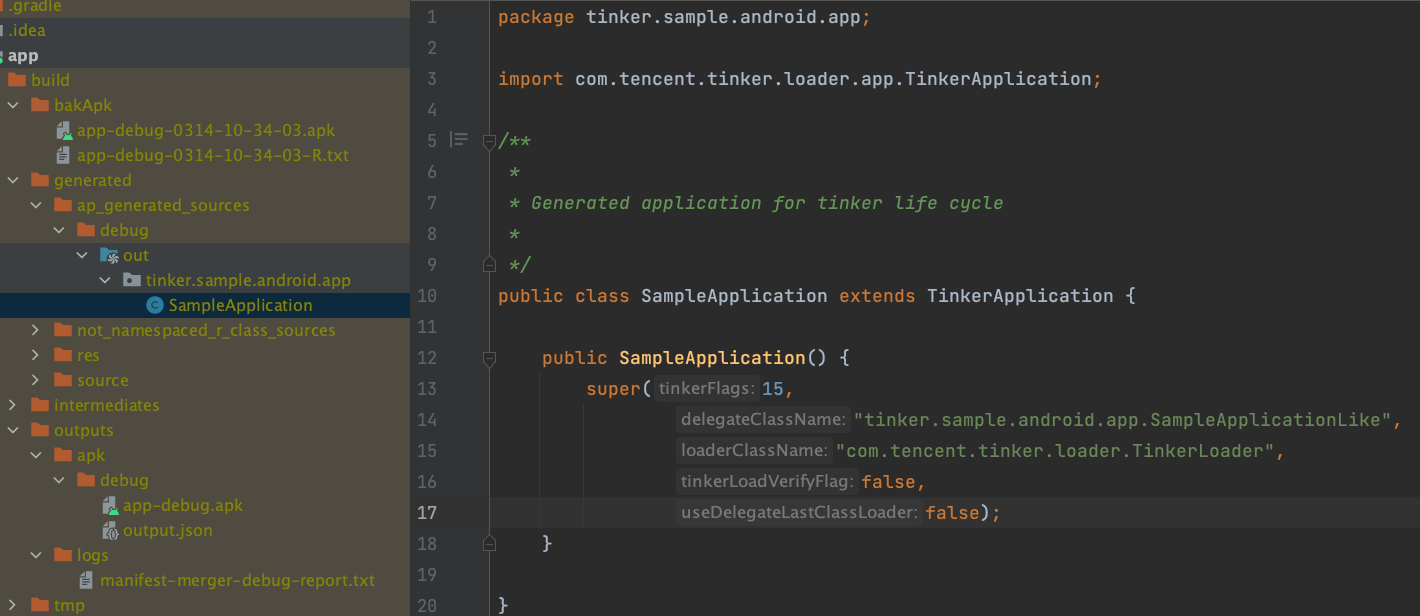 .gradle
.idea
app
build
bakApk
app-debug-0314-10-34-03.apk
app-debug-0314-10-34-03-R.txt
generated
ap_generated_sources
debug
out
tinker.sample.android.app
SampleApplication
not_namespaced_r_class_sources
res
source
intermediates
outputs
apk
debug
app-debug.apk
output.json
logs
manifest-merger-debug-report.txt
tmp
1 package tinker.sample.android.app;
2
3 import com.tencent.tinker.loader.app.TinkerApplication;
4
5 /**
6 *
7 * Generated application for tinker life cycle
8 *
9 */
10 public class SampleApplication extends TinkerApplication {
11
12 public SampleApplication() {
13 super( tinkerFlags: 15,
14 delegateClassName: "tinker.sample.android.app.SampleApplicationLike",
15 loaderClassName: "com.tencent.tinker.loader.TinkerLoader",
16 tinkerLoadVerifyFlag: false,
17 useDelegateLastClassLoader: false);
18 }
19
20 }